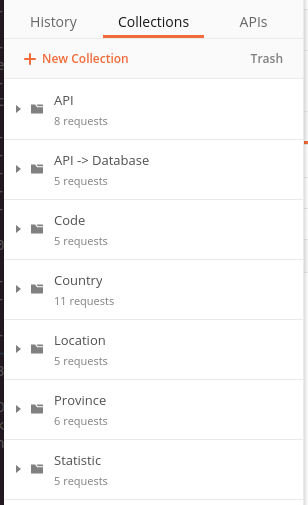 History Collections APIs
+ New Collection Trash
API
8 requests
API -> Database
5 requests
Code
5 requests
Country
11 requests
Location
5 requests
Province
6 requests
Statistic
5 requests